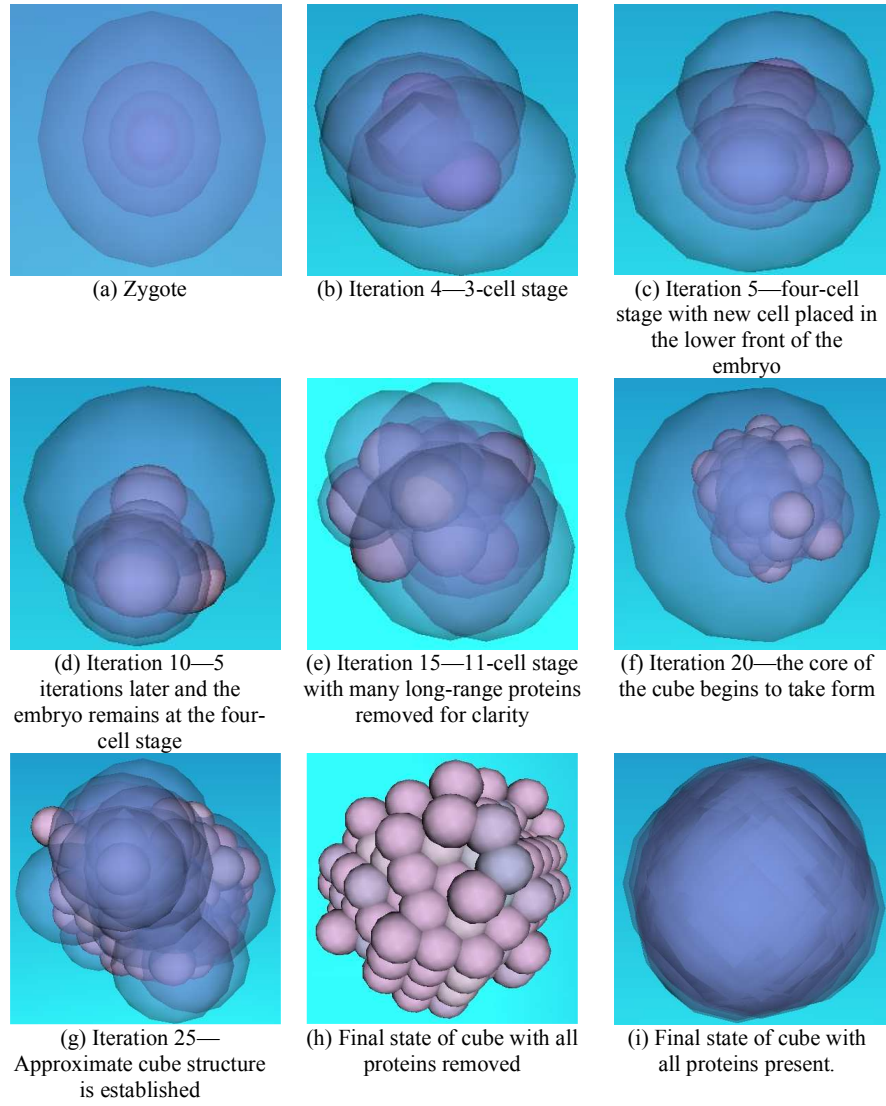 (a) Zygote
(b) Iteration 4—3-cell stage
(c) Iteration 5—four-cell
stage with new cell placed in
the lower front of the
embryo
(d) Iteration 10—5
iterations later and the
embryo remains at the four-
cell stage
(e) Iteration 15—11-cell stage
with many long-range proteins
removed for clarity
(f) Iteration 20—the core of
the cube begins to take form
(g) Iteration 25—
Approximate cube structure
is established
(h) Final state of cube with all
proteins removed
(i) Final state of cube with
all proteins present.